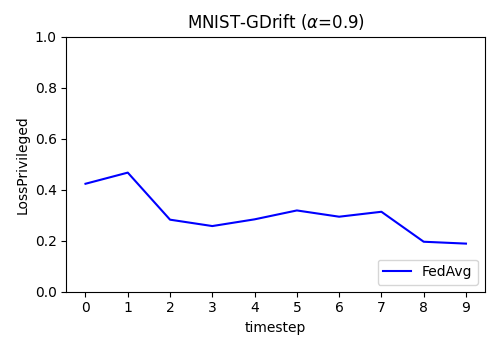 MNIST-GDrift (α=0.9)
LossPrivileged
1.0
0.8
0.6
0.4
0.2
0.0
0 1 2 3 4 5 6 7 8 9
timestep
FedAvg